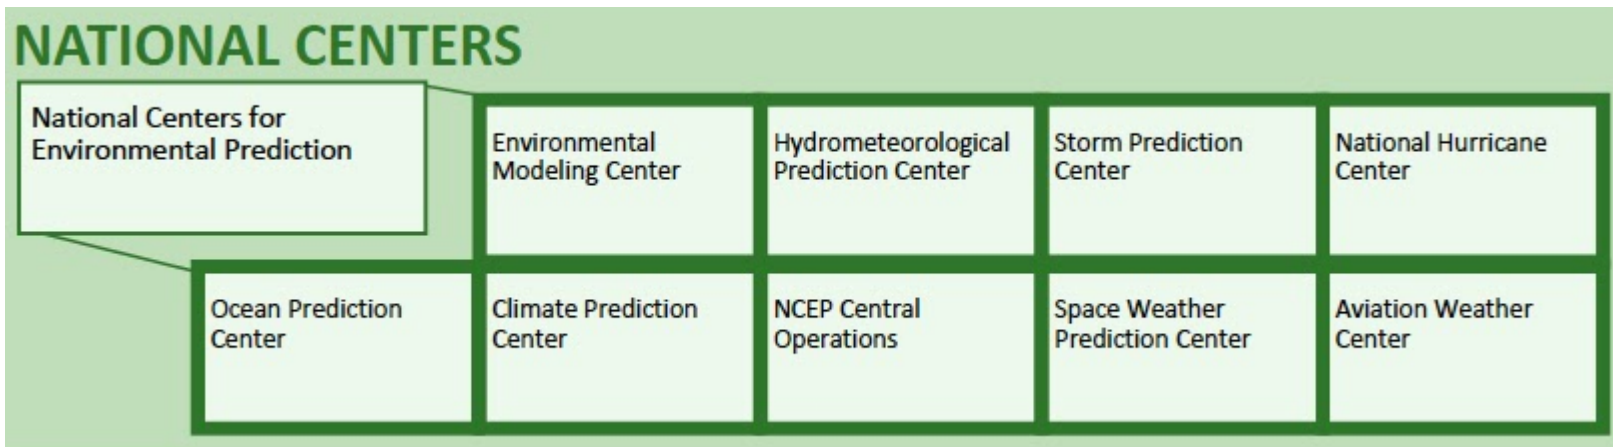 NATIONAL CENTERS
National Centers for
Environmental Prediction
Environmental
Modeling Center
Hydrometeorological
Prediction Center
Storm Prediction
Center
National Hurricane
Center
Ocean Prediction
Center
Climate Prediction
Center
NCEP Central
Operations
Space Weather
Prediction Center
Aviation Weather
Center